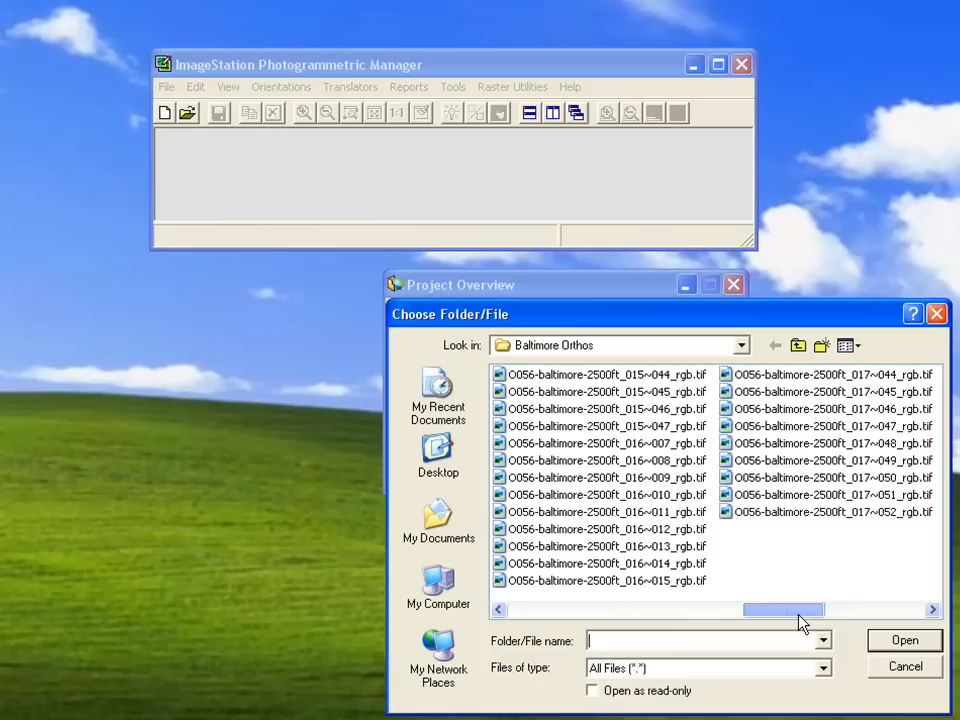 ImageStation Photogrammetric Manager
File Edit View Orientations Translators Reports Tools Raster Utilities Help
1:1
Project Overview
Choose Folder/File
Look in: Baltimore Orthos
My Recent Documents
Desktop
My Documents
My Computer
My Network Places
O056-baltimore-2500ft_015~044_rgb.tif
O056-baltimore-2500ft_015~045_rgb.tif
O056-baltimore-2500ft_015~046_rgb.tif
O056-baltimore-2500ft_015~047_rgb.tif
O056-baltimore-2500ft_016~007_rgb.tif
O056-baltimore-2500ft_016~008_rgb.tif
O056-baltimore-2500ft_016~009_rgb.tif
O056-baltimore-2500ft_016~010_rgb.tif
O056-baltimore-2500ft_016~011_rgb.tif
O056-baltimore-2500ft_016~012_rgb.tif
O056-baltimore-2500ft_016~013_rgb.tif
O056-baltimore-2500ft_016~014_rgb.tif
O056-baltimore-2500ft_016~015_rgb.tif
O056-baltimore-2500ft_017~044_rgb.tif
O056-baltimore-2500ft_017~045_rgb.tif
O056-baltimore-2500ft_017~046_rgb.tif
O056-baltimore-2500ft_017~047_rgb.tif
O056-baltimore-2500ft_017~048_rgb.tif
O056-baltimore-2500ft_017~049_rgb.tif
O056-baltimore-2500ft_017~050_rgb.tif
O056-baltimore-2500ft_017~051_rgb.tif
O056-baltimore-2500ft_017~052_rgb.tif
Folder/File name: Open
Files of type: All Files (*.*) Cancel
Open as read-only